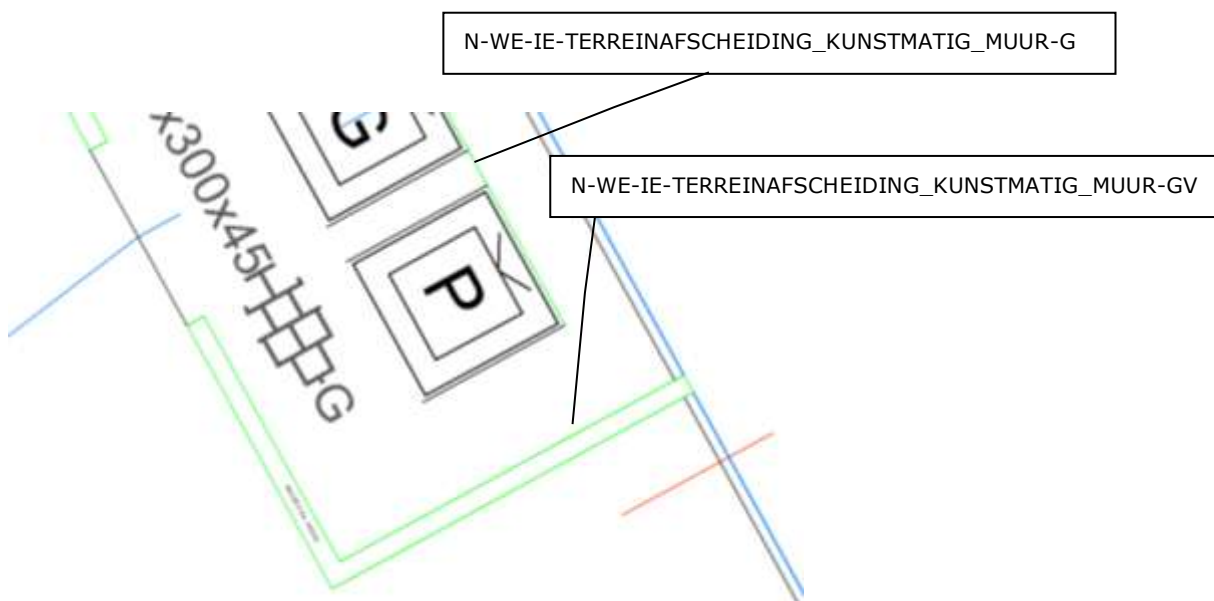 N-WE-IE-TERREINAFSCHEIDING_KUNSTMATIG_MUUR-G
N-WE-IE-TERREINAFSCHEIDING_KUNSTMATIG_MUUR-GV
G
x300x45
P
G